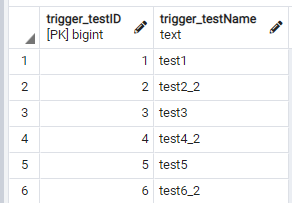 trigger_testID trigger_testName
[PK] bigint text
1 1 test1
2 2 test2_2
3 3 test3
4 4 test4_2
5 5 test5
6 6 test6_2